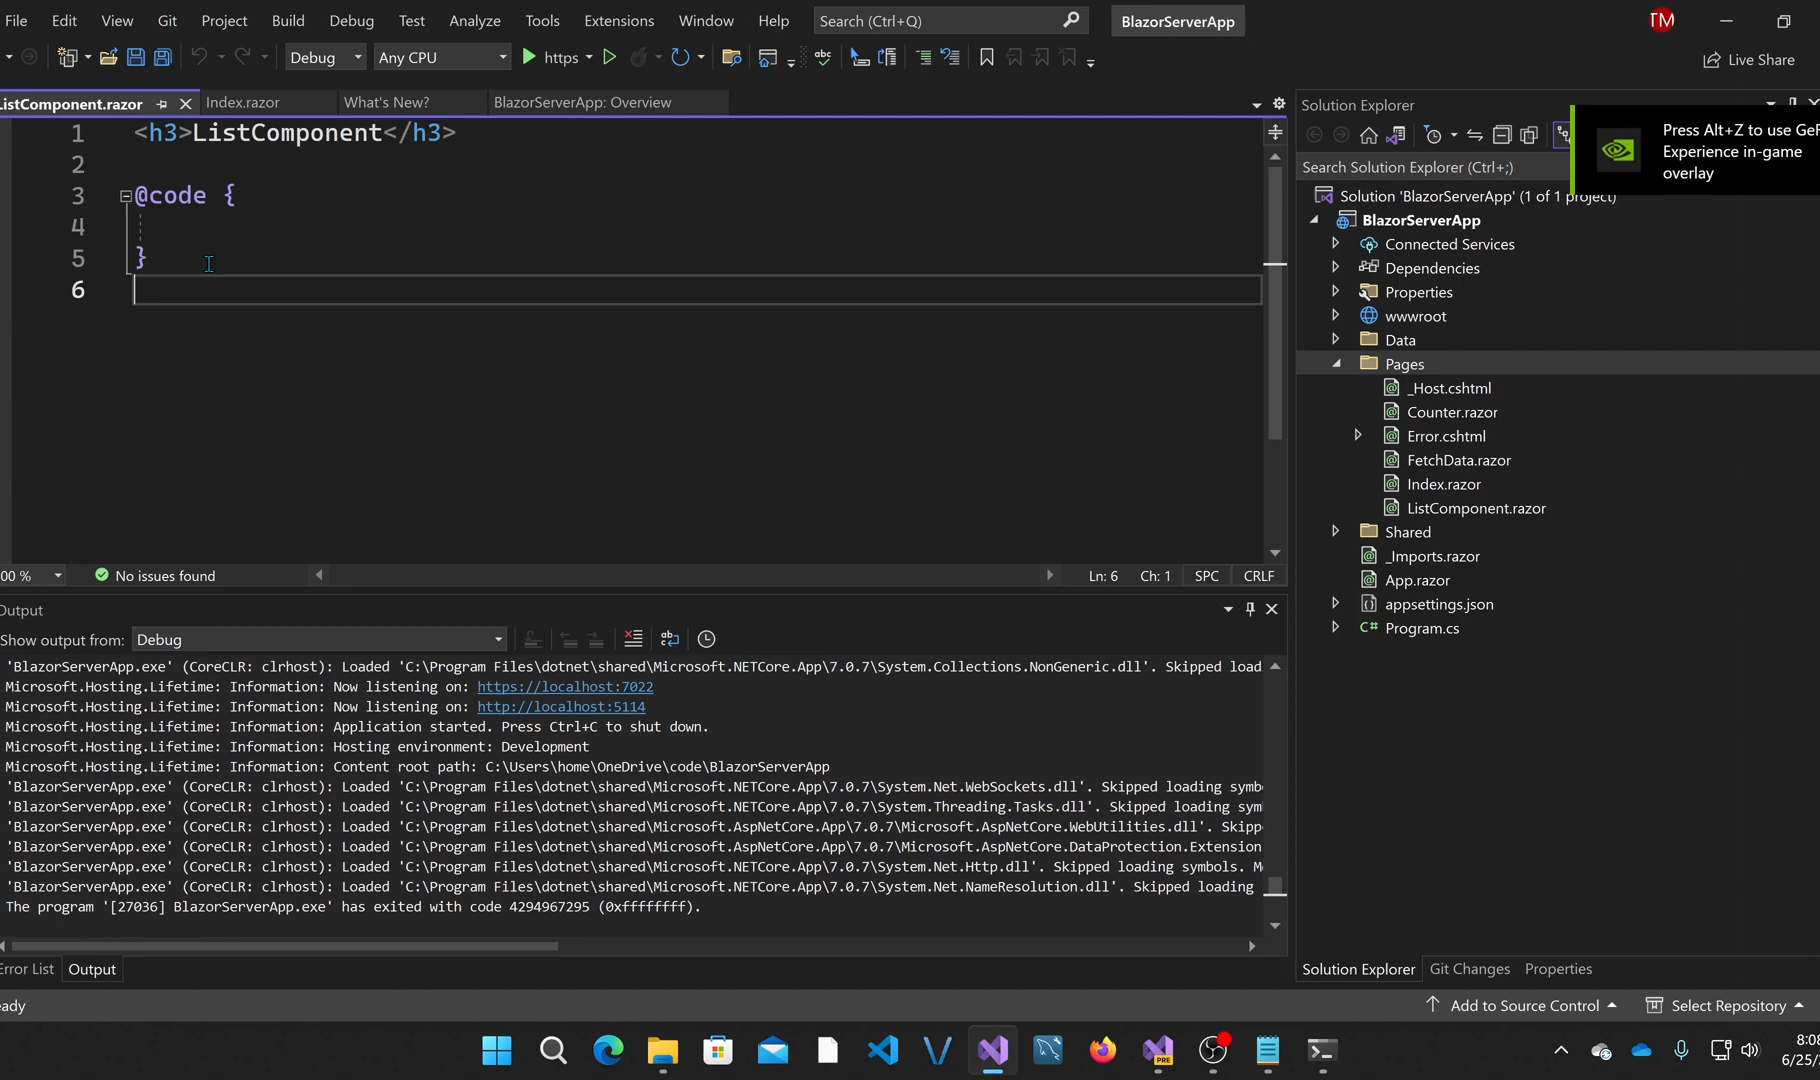 File Edit View Git Project Build Debug Test Analyze Tools Extensions Window Help Search (Ctrl+Q) BlazorServerApp TM
Debug Any CPU https abc Live Share
ListComponent.razor Index.razor What's New? BlazorServerApp: Overview
1 <h3>ListComponent</h3>
2
3 @code {
4
5 }
6
00 % No issues found Ln: 6 Ch: 1 SPC CRLF
Output
Show output from: Debug
'BlazorServerApp.exe' (CoreCLR: clrhost): Loaded 'C:\Program Files\dotnet\shared\Microsoft.NETCore.App\7.0.7\System.Collections.NonGeneric.dll'. Skipped load
Microsoft.Hosting.Lifetime: Information: Now listening on: https://localhost:7022
Microsoft.Hosting.Lifetime: Information: Now listening on: http://localhost:5114
Microsoft.Hosting.Lifetime: Information: Application started. Press Ctrl+C to shut down.
Microsoft.Hosting.Lifetime: Information: Hosting environment: Development
Microsoft.Hosting.Lifetime: Information: Content root path: C:\Users\home\OneDrive\code\BlazorServerApp
'BlazorServerApp.exe' (CoreCLR: clrhost): Loaded 'C:\Program Files\dotnet\shared\Microsoft.NETCore.App\7.0.7\System.Net.WebSockets.dll'. Skipped loading sym
'BlazorServerApp.exe' (CoreCLR: clrhost): Loaded 'C:\Program Files\dotnet\shared\Microsoft.NETCore.App\7.0.7\System.Threading.Tasks.dll'. Skipped loading sym
'BlazorServerApp.exe' (CoreCLR: clrhost): Loaded 'C:\Program Files\dotnet\shared\Microsoft.AspNetCore.App\7.0.7\Microsoft.AspNetCore.WebUtilities.dll'. Skipp
'BlazorServerApp.exe' (CoreCLR: clrhost): Loaded 'C:\Program Files\dotnet\shared\Microsoft.AspNetCore.App\7.0.7\Microsoft.AspNetCore.DataProtection.Extension
'BlazorServerApp.exe' (CoreCLR: clrhost): Loaded 'C:\Program Files\dotnet\shared\Microsoft.NETCore.App\7.0.7\System.Net.Http.dll'. Skipped loading symbols. M
'BlazorServerApp.exe' (CoreCLR: clrhost): Loaded 'C:\Program Files\dotnet\shared\Microsoft.NETCore.App\7.0.7\System.Net.NameResolution.dll'. Skipped loading
The program '[27036] BlazorServerApp.exe' has exited with code 4294967295 (0xffffffff).
Error List Output
Solution Explorer
Press Alt+Z to use GeF
Experience in-game
overlay
Search Solution Explorer (Ctrl+;)
Solution 'BlazorServerApp' (1 of 1 project)
BlazorServerApp
Connected Services
Dependencies
Properties
wwwroot
Data
Pages
_Host.cshtml
Counter.razor
Error.cshtml
FetchData.razor
Index.razor
ListComponent.razor
Shared
_Imports.razor
App.razor
appsettings.json
C# Program.cs
Solution Explorer Git Changes Properties
eady Add to Source Control Select Repository
PRE
8:08
6/25/2